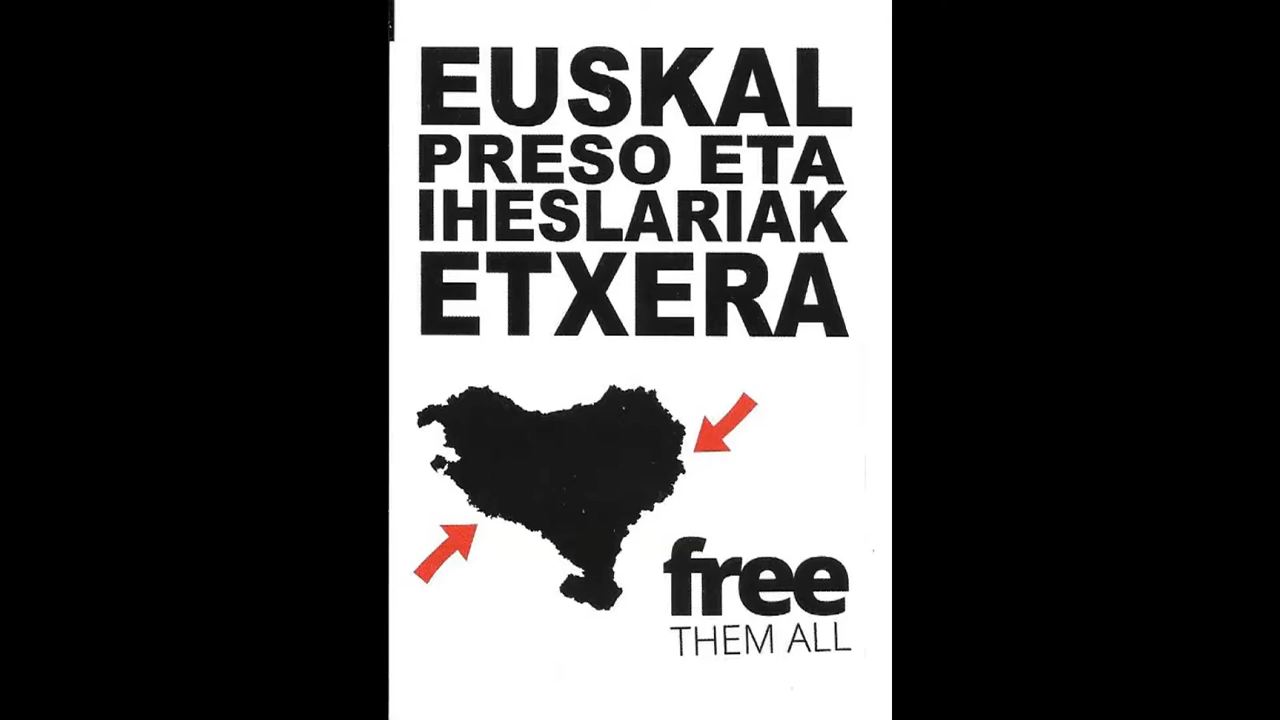 EUSKAL
PRESO ETA
IHESLARIAK
ETXERA
free
THEM ALL